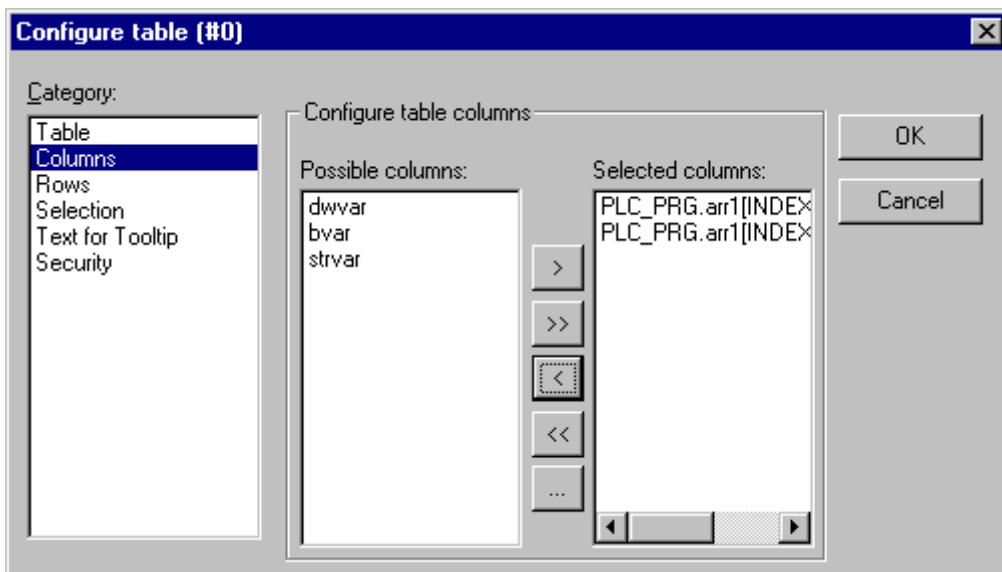 Configure table (#0)
Category:
Table
Columns
Rows
Selection
Text for Tooltip
Security
Configure table columns
Possible columns:
dwvar
bvar
strvar
>
>>
<
<<
...
Selected columns:
PLC_PRG.arr1[INDEX
PLC_PRG.arr1[INDEX
OK
Cancel